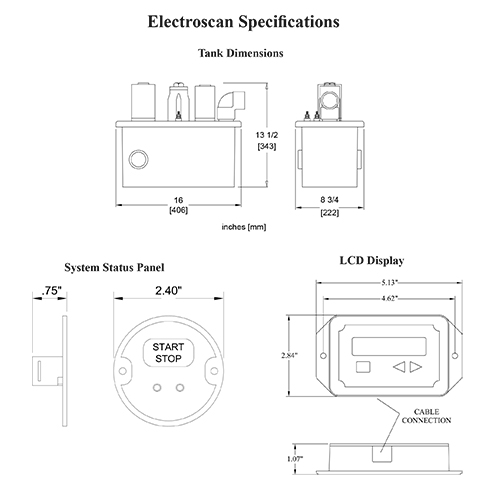 Electroscan Specifications
Tank Dimensions
13 1/2
[343]
16
[406]
8 3/4
[222]
inches [mm]
System Status Panel
.75"
2.40"
START
STOP
LCD Display
5.13"
4.62"
2.84"
CABLE
CONNECTION
1.07"